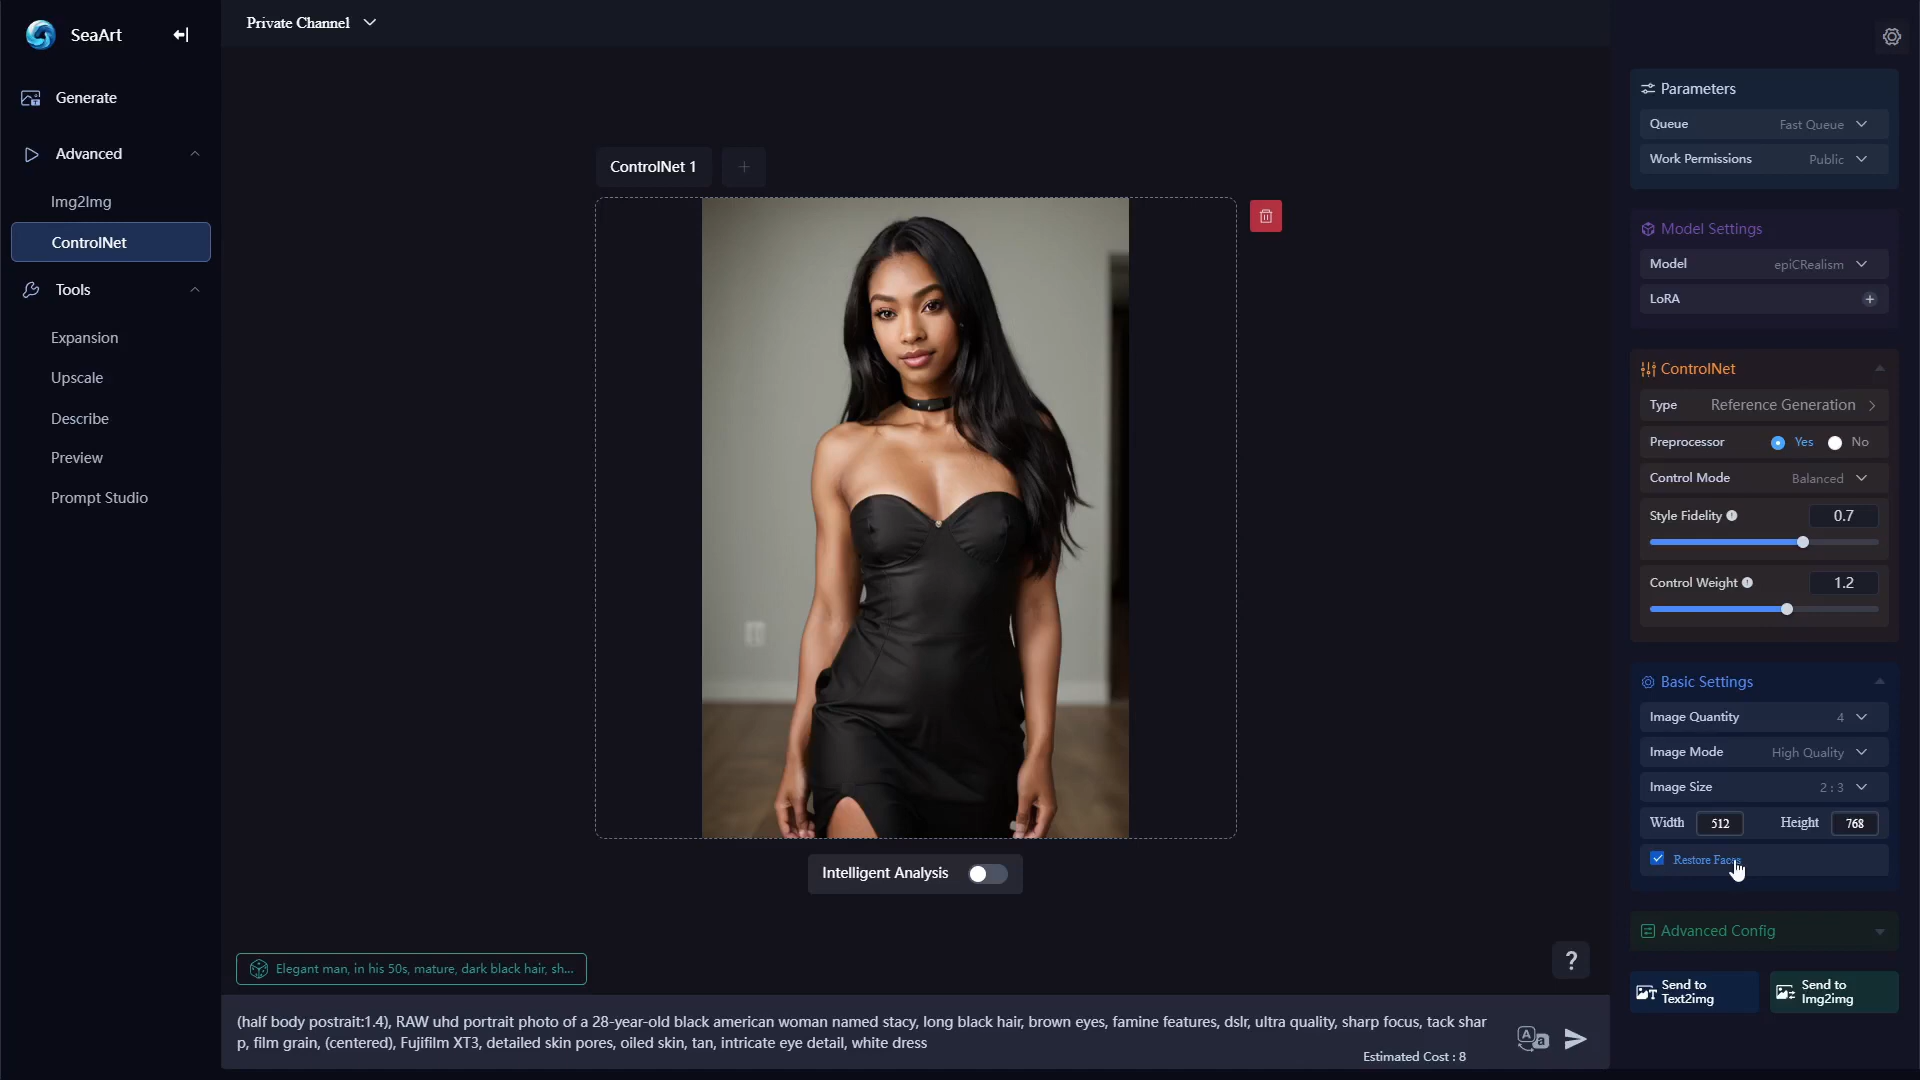 SeaArt
Private Channel
Generate
Advanced
Img2Img
ControlNet
Tools
Expansion
Upscale
Describe
Preview
Prompt Studio
ControlNet 1
+
Intelligent Analysis
Elegant man, in his 50s, mature, dark black hair, sh...
?
(half body postrait:1.4), RAW uhd portrait photo of a 28-year-old black american woman named stacy, long black hair, brown eyes, famine features, dslr, ultra quality, sharp focus, tack shar
p, film grain, (centered), Fujifilm XT3, detailed skin pores, oiled skin, tan, intricate eye detail, white dress
Estimated Cost : 8
Parameters
Queue Fast Queue
Work Permissions Public
Model Settings
Model epiCRealism
LoRA +
ControlNet
Type Reference Generation
Preprocessor Yes No
Control Mode Balanced
Style Fidelity 0.7
Control Weight 1.2
Basic Settings
Image Quantity 4
Image Mode High Quality
Image Size 2 : 3
Width 512 Height 768
Restore Faces
Advanced Config
Send to
Text2img
Send to
Img2img